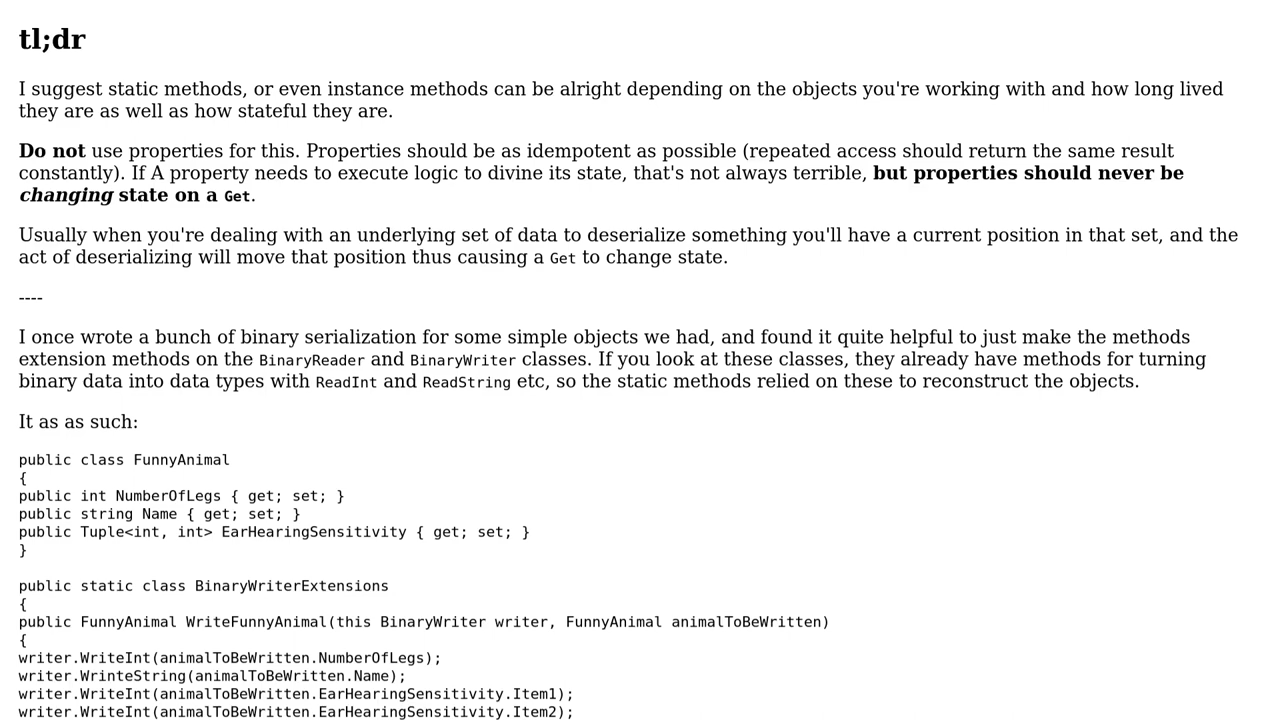 tl;dr
I suggest static methods, or even instance methods can be alright depending on the objects you're working with and how long lived
they are as well as how stateful they are.
Do not use properties for this. Properties should be as idempotent as possible (repeated access should return the same result
constantly). If A property needs to execute logic to divine its state, that's not always terrible, but properties should never be
changing state on a Get.
Usually when you're dealing with an underlying set of data to deserialize something you'll have a current position in that set, and the
act of deserializing will move that position thus causing a Get to change state.
----
I once wrote a bunch of binary serialization for some simple objects we had, and found it quite helpful to just make the methods
extension methods on the BinaryReader and BinaryWriter classes. If you look at these classes, they already have methods for turning
binary data into data types with ReadInt and ReadString etc, so the static methods relied on these to reconstruct the objects.
It as as such:
public class FunnyAnimal
{
public int NumberOfLegs { get; set; }
public string Name { get; set; }
public Tuple<int, int> EarHearingSensitivity { get; set; }
}
public static class BinaryWriterExtensions
{
public FunnyAnimal WriteFunnyAnimal(this BinaryWriter writer, FunnyAnimal animalToBeWritten)
{
writer.WriteInt(animalToBeWritten.NumberOfLegs);
writer.WrinteString(animalToBeWritten.Name);
writer.WriteInt(animalToBeWritten.EarHearingSensitivity.Item1);
writer.WriteInt(animalToBeWritten.EarHearingSensitivity.Item2);